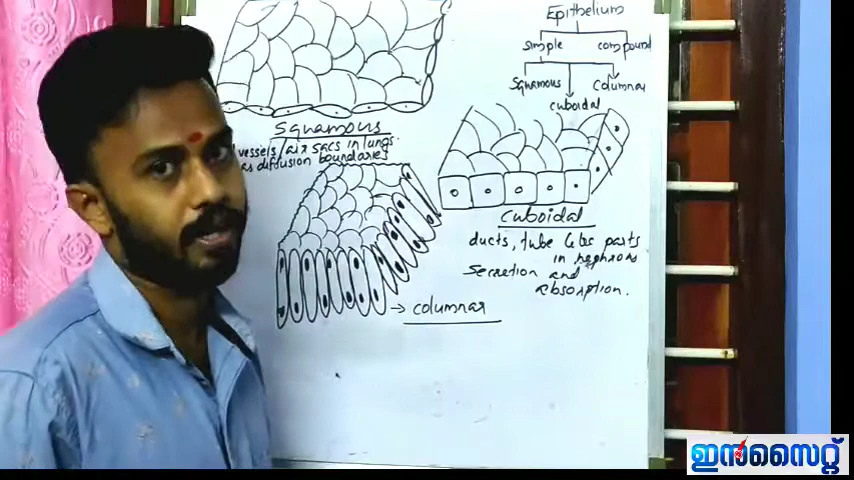 Epithelium
simple compound
Squamous columnar
cuboidal
Squamous
vessels/air sacs in lungs.
as diffusion boundaries
cuboidal
ducts, tube parts
in nephrons
Secretion and
absorption.
→ columnar
ഇൻസൈറ്റ്